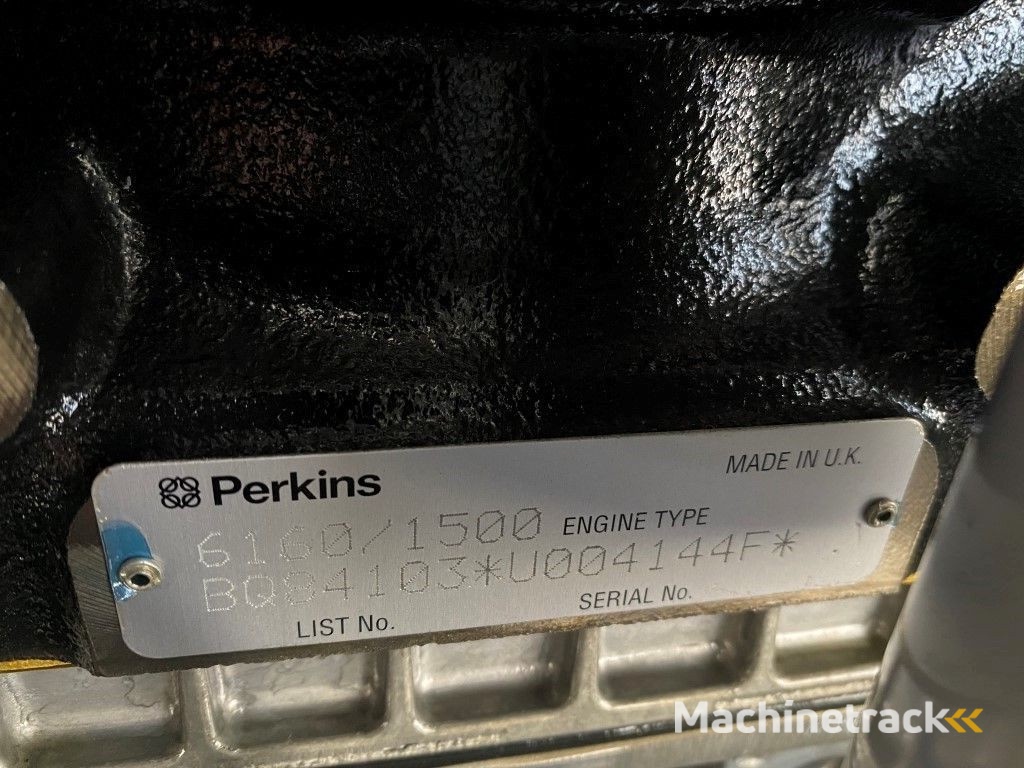 Perkins
MADE IN U.K.
6160/1500 ENGINE TYPE
BQ84103*U004144F*
LIST No. SERIAL No.
Machinetrack